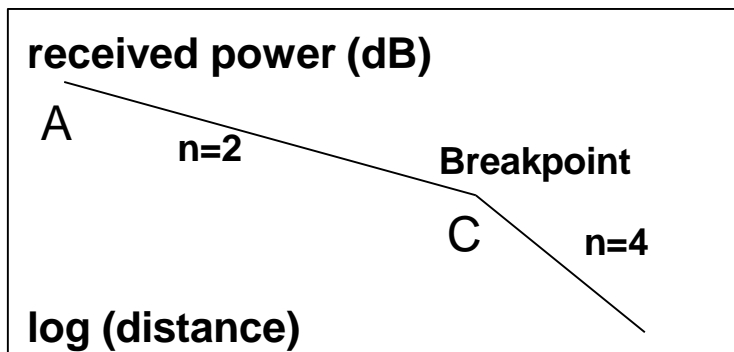 received power (dB)
A
n=2
Breakpoint
C
n=4
log (distance)